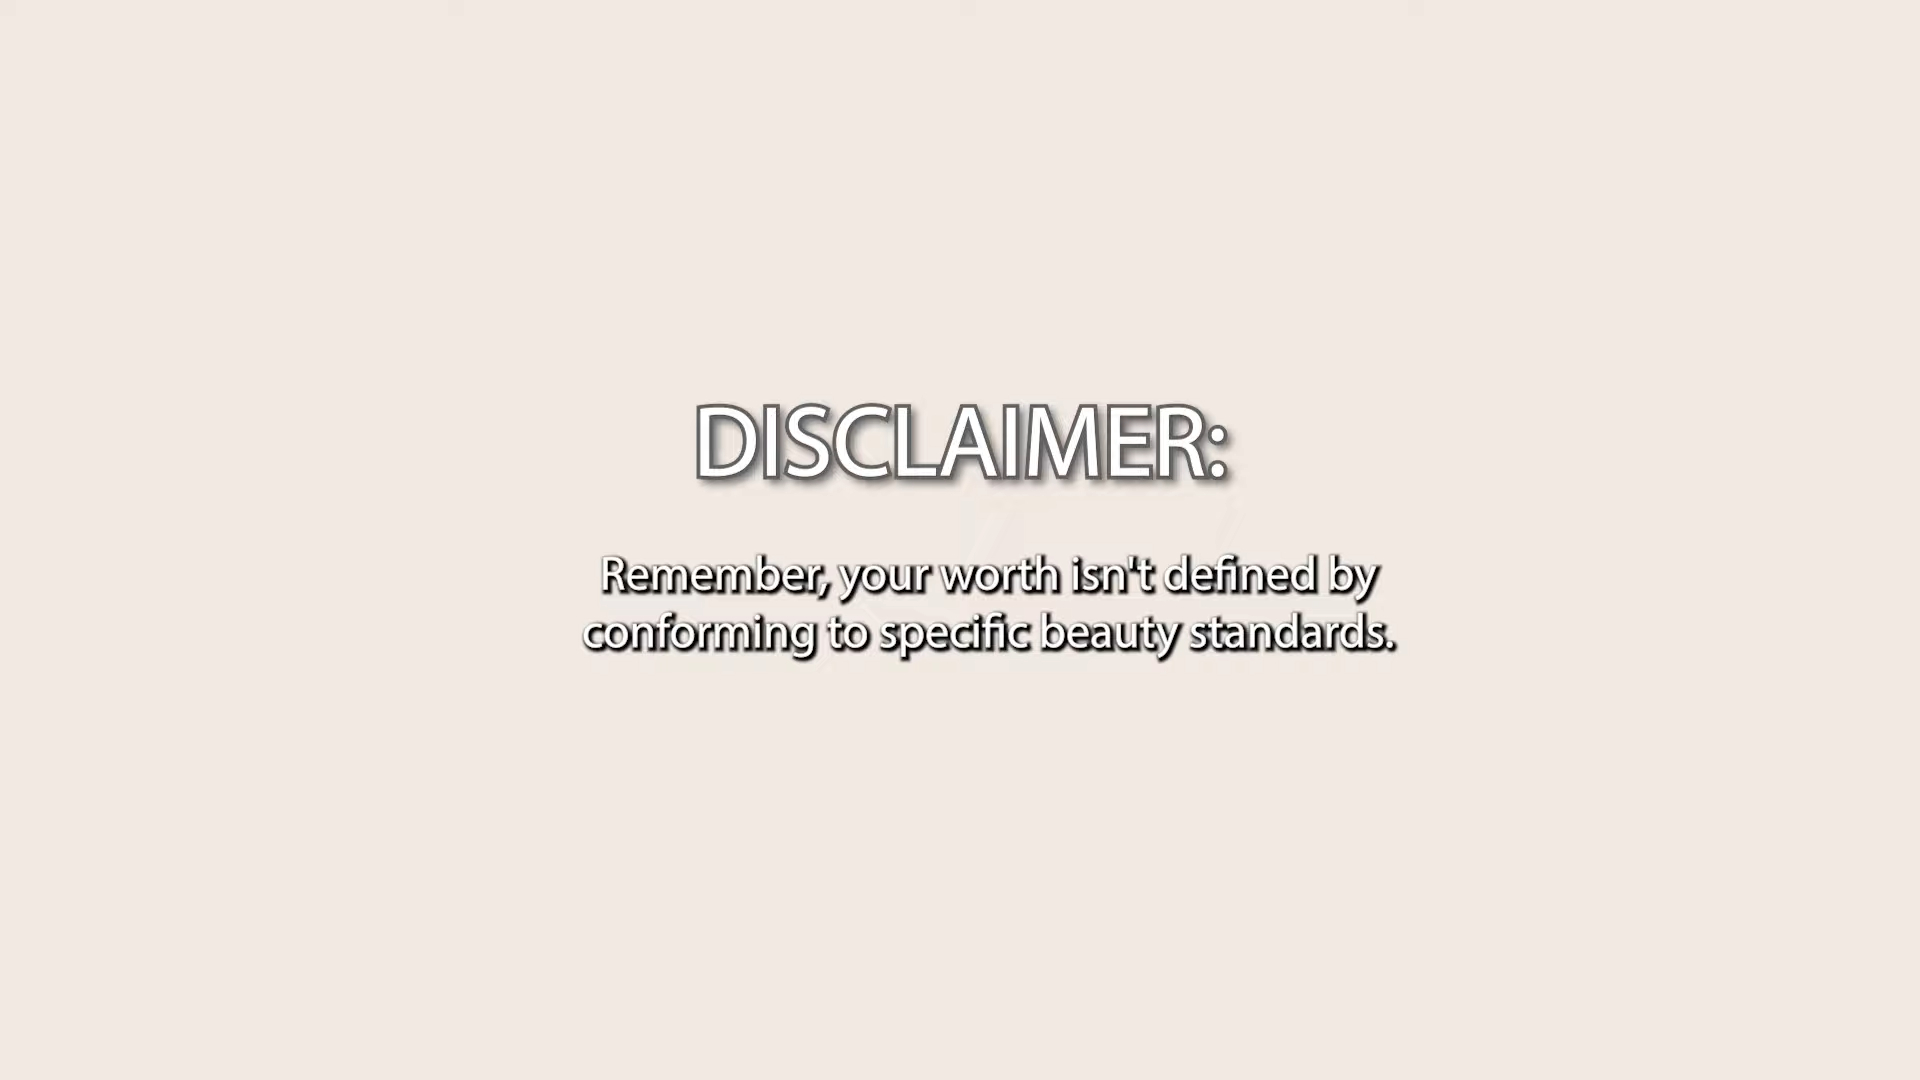 DISCLAIMER:
Remember, your worth isn't defined by
conforming to specific beauty standards.